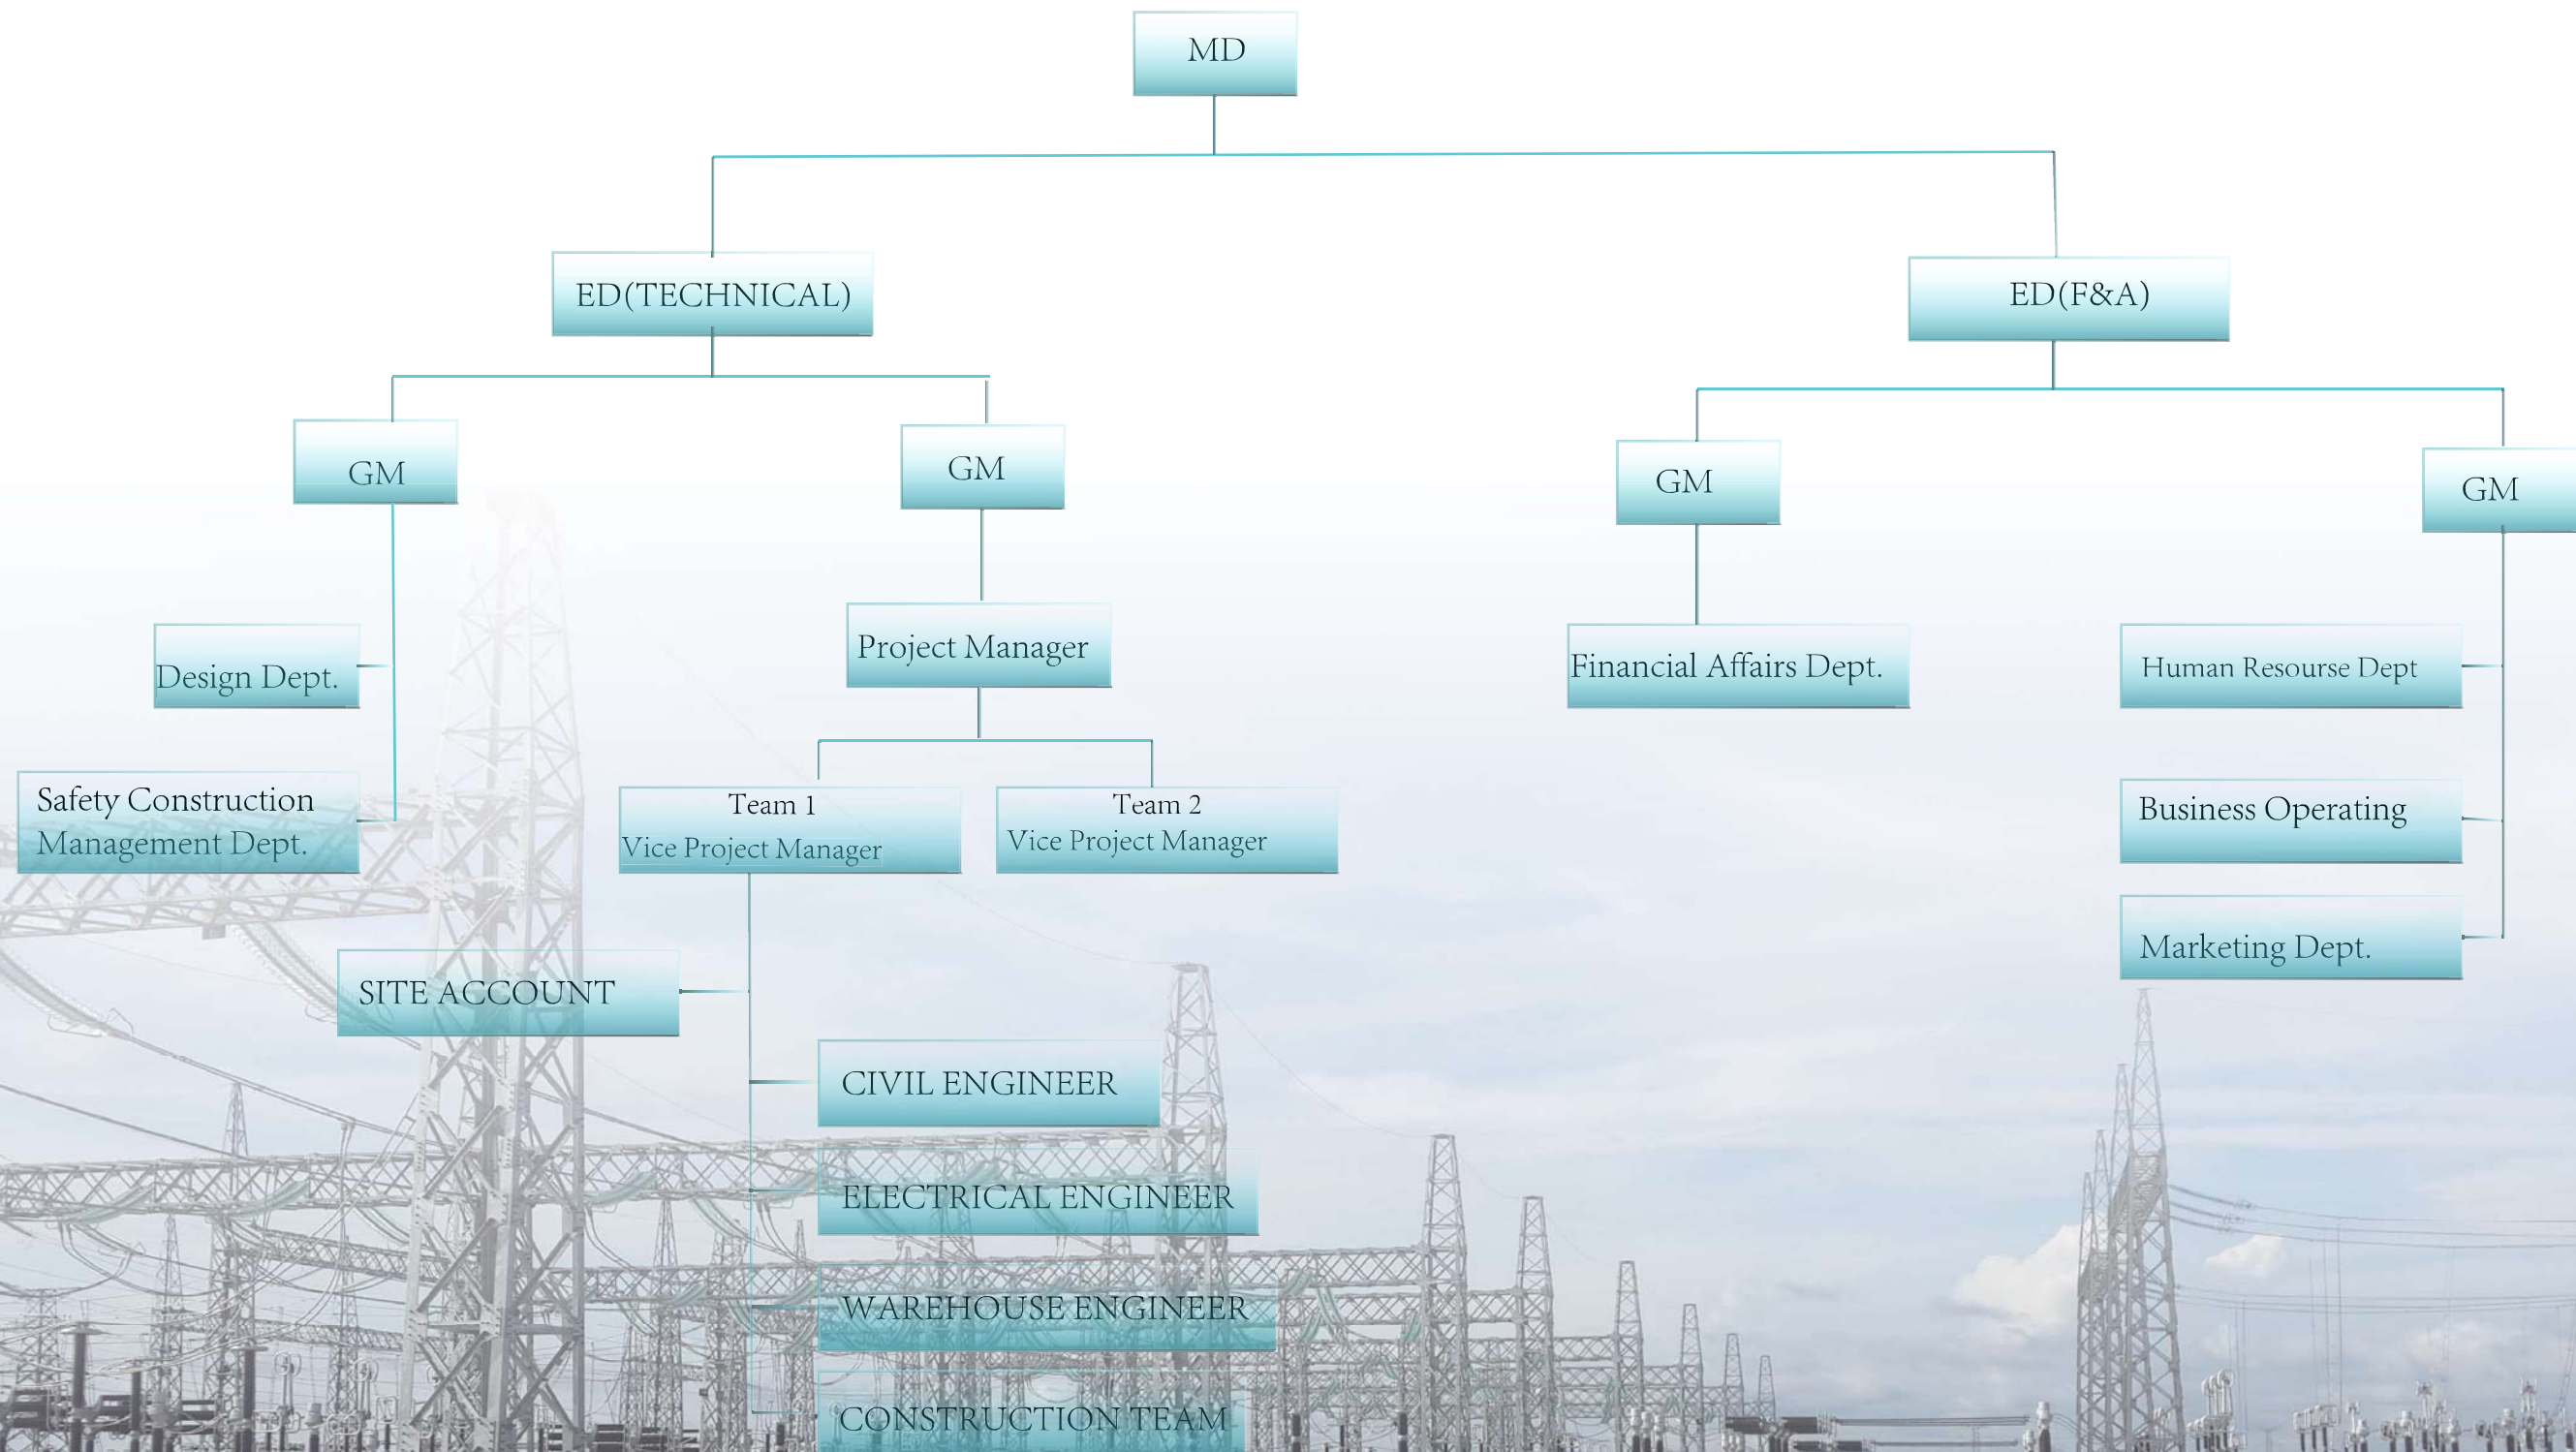 MD
ED(TECHNICAL)
ED(F&A)
GM
GM
GM
GM
Project Manager
Design Dept.
Financial Affairs Dept.
Human Resourse Dept
Safety Construction
Management Dept.
Team 1
Vice Project Manager
Team 2
Vice Project Manager
Business Operating
Marketing Dept.
SITE ACCOUNT
CIVIL ENGINEER
ELECTRICAL ENGINEER
WAREHOUSE ENGINEER
CONSTRUCTION TEAM